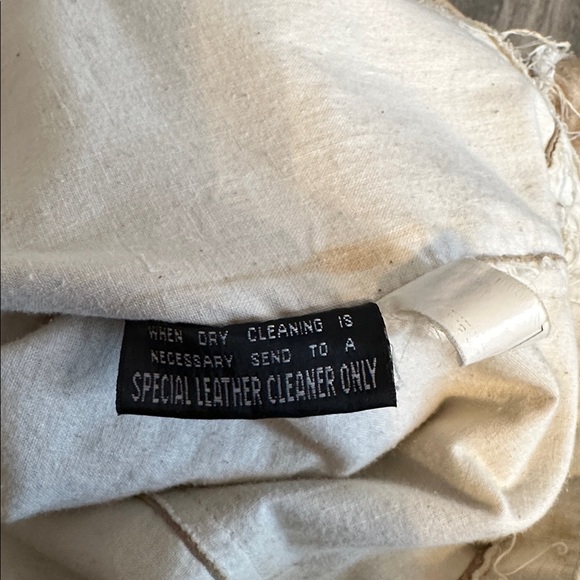 WHEN DRY CLEANING IS
NECESSARY SEND TO A
SPECIAL LEATHER CLEANER ONLY